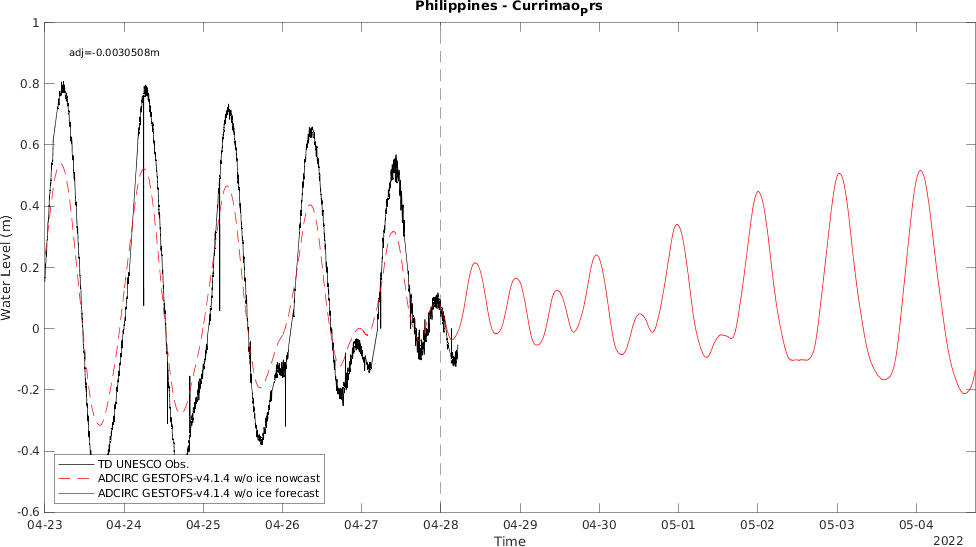 Philippines - Currimaoprs
adj=-0.0030508m
Water Level (m)
1
0.8
0.6
0.4
0.2
0
-0.2
-0.4
-0.6
TD UNESCO Obs.
ADCIRC GESTOFS-v4.1.4 w/o ice nowcast
ADCIRC GESTOFS-v4.1.4 w/o ice forecast
04-23 04-24 04-25 04-26 04-27 04-28 04-29 04-30 05-01 05-02 05-03 05-04
Time
2022